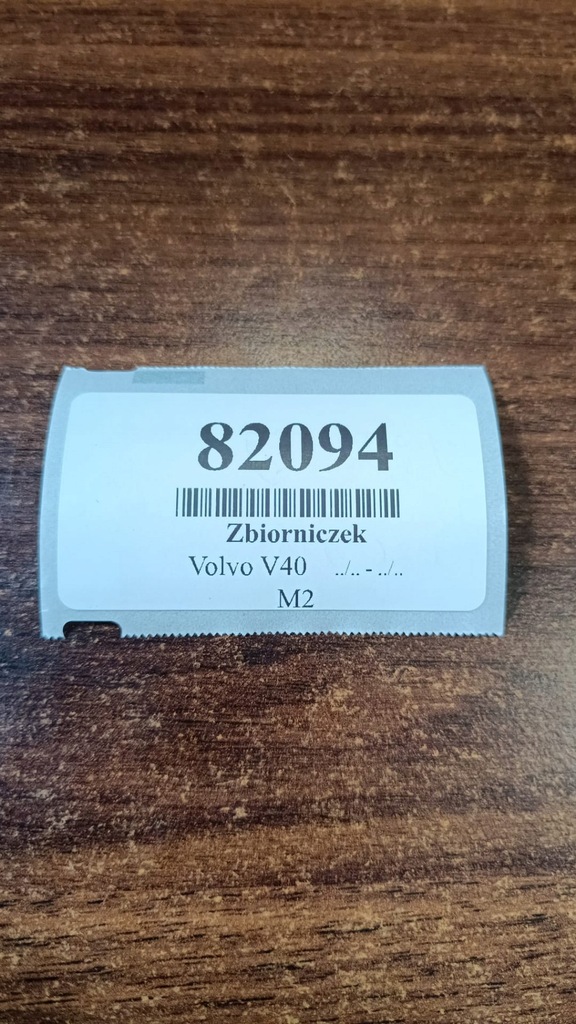 82094
Zbiorniczek
Volvo V40 ../.. - ../..
M2